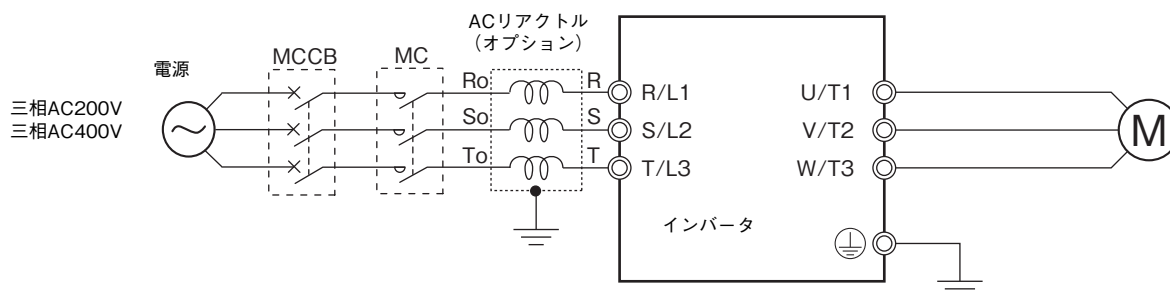 ACリアクトル
(オプション)
MCCB
MC
電源
三相AC200V
三相AC400V
Ro
R
So
S
To
T
R/L1
S/L2
T/L3
U/T1
V/T2
W/T3
インバータ
M